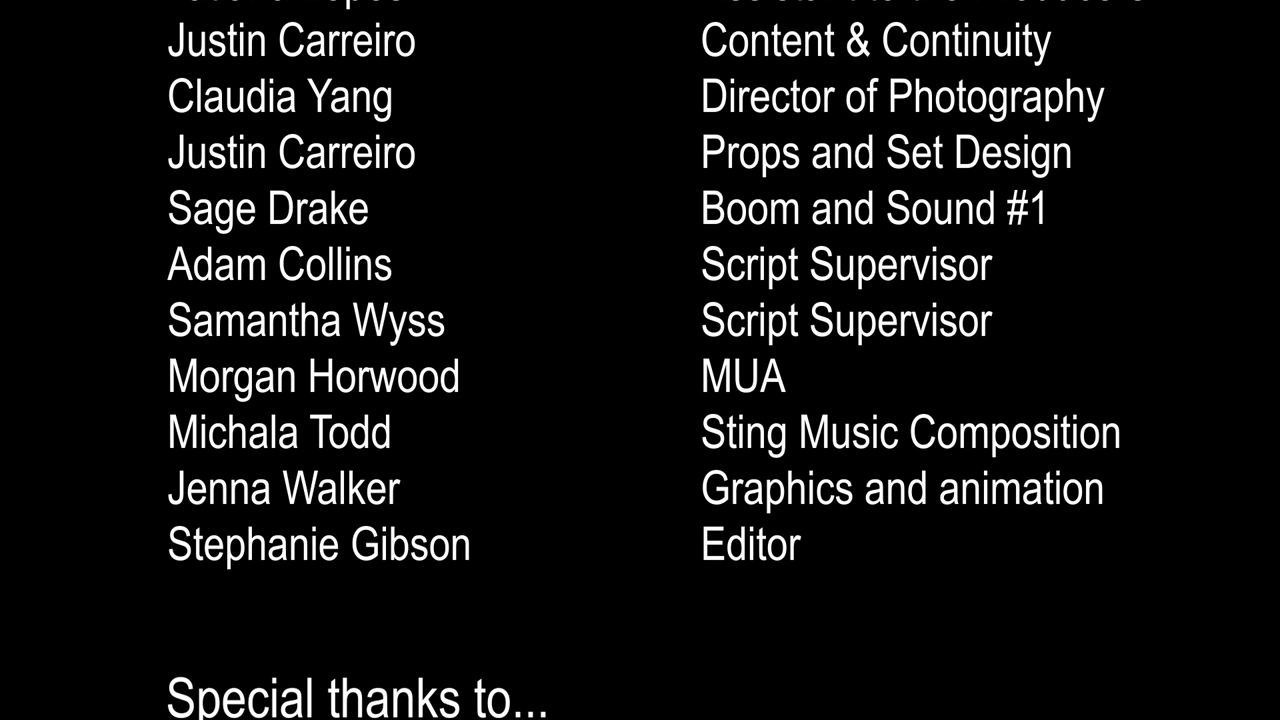 Justin Carreiro Content & Continuity
Claudia Yang Director of Photography
Justin Carreiro Props and Set Design
Sage Drake Boom and Sound #1
Adam Collins Script Supervisor
Samantha Wyss Script Supervisor
Morgan Horwood MUA
Michala Todd Sting Music Composition
Jenna Walker Graphics and animation
Stephanie Gibson Editor
Special thanks to...